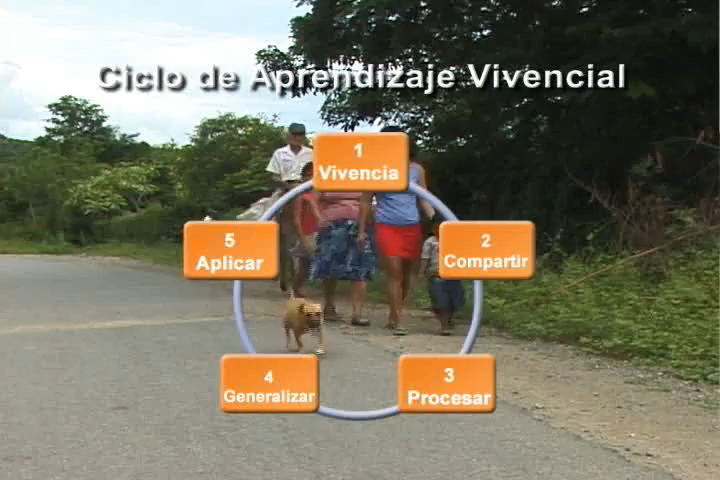 Ciclo de Aprendizaje Vivencial
1
Vivencia
2
Compartir
3
Procesar
4
Generalizar
5
Aplicar